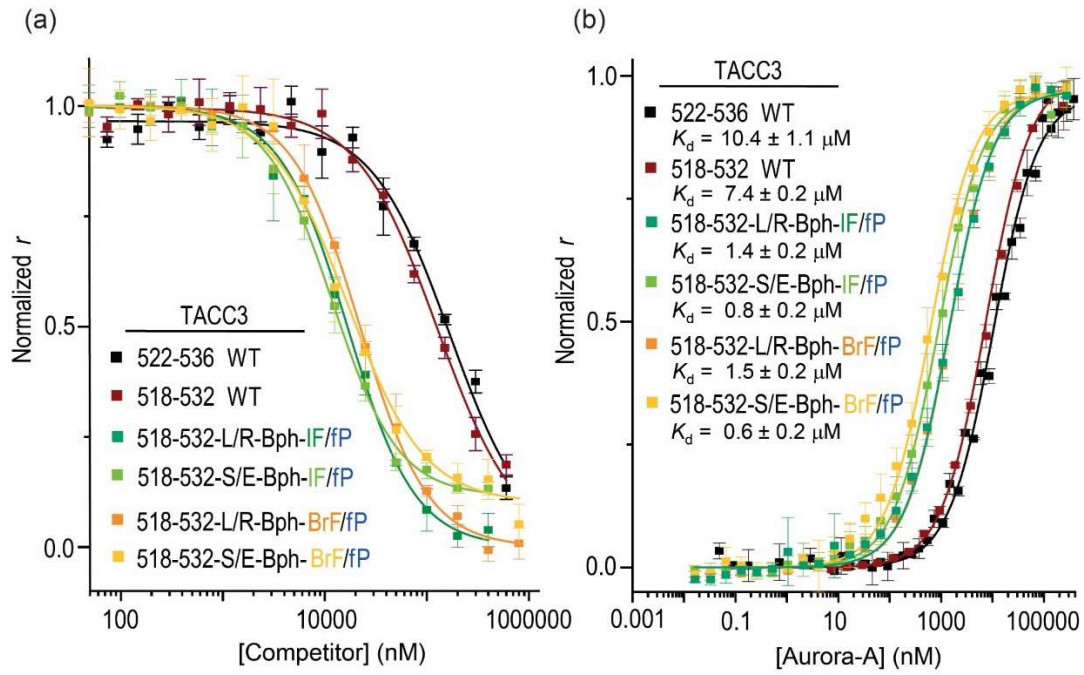 (a)
Normalized r
1.0
0.5
0.0
TACC3
522-536 WT
518-532 WT
518-532-L/R-Bph-IF/fP
518-532-S/E-Bph-IF/fP
518-532-L/R-Bph-BrF/fP
518-532-S/E-Bph-BrF/fP
100
10000
1000000
[Competitor] (nM)
(b)
Normalized r
1.0
0.5
0.0
TACC3
522-536 WT
Kd = 10.4 ± 1.1 μM
518-532 WT
Kd = 7.4 ± 0.2 μM
518-532-L/R-Bph-IF/fP
Kd = 1.4 ± 0.2 μM
518-532-S/E-Bph-IF/fP
Kd = 0.8 ± 0.2 μM
518-532-L/R-Bph-BrF/fP
Kd = 1.5 ± 0.2 μM
518-532-S/E-Bph-BrF/fP
Kd = 0.6 ± 0.2 μM
0.001
0.1
10
1000
100000
[Aurora-A] (nM)